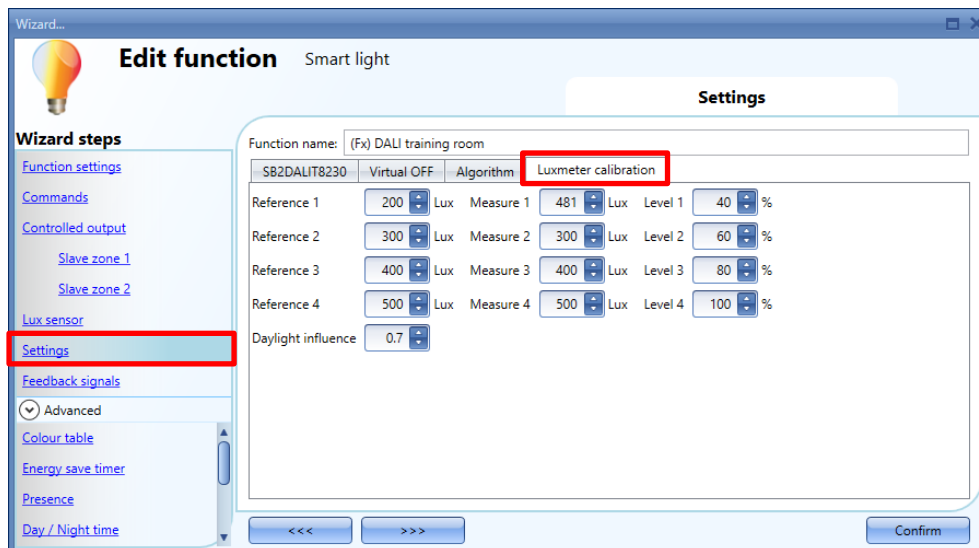 Wizard...
Edit function Smart light
Settings
Wizard steps
Function settings
Commands
Controlled output
Slave zone 1
Slave zone 2
Lux sensor
Settings
Feedback signals
Advanced
Colour table
Energy save timer
Presence
Day / Night time
Function name: (Fx) DALI training room
SB2DALIT8230 Virtual OFF Algorithm Luxmeter calibration
Reference 1 200 Lux Measure 1 481 Lux Level 1 40 %
Reference 2 300 Lux Measure 2 300 Lux Level 2 60 %
Reference 3 400 Lux Measure 3 400 Lux Level 3 80 %
Reference 4 500 Lux Measure 4 500 Lux Level 4 100 %
Daylight influence 0.7
<<< >>> Confirm